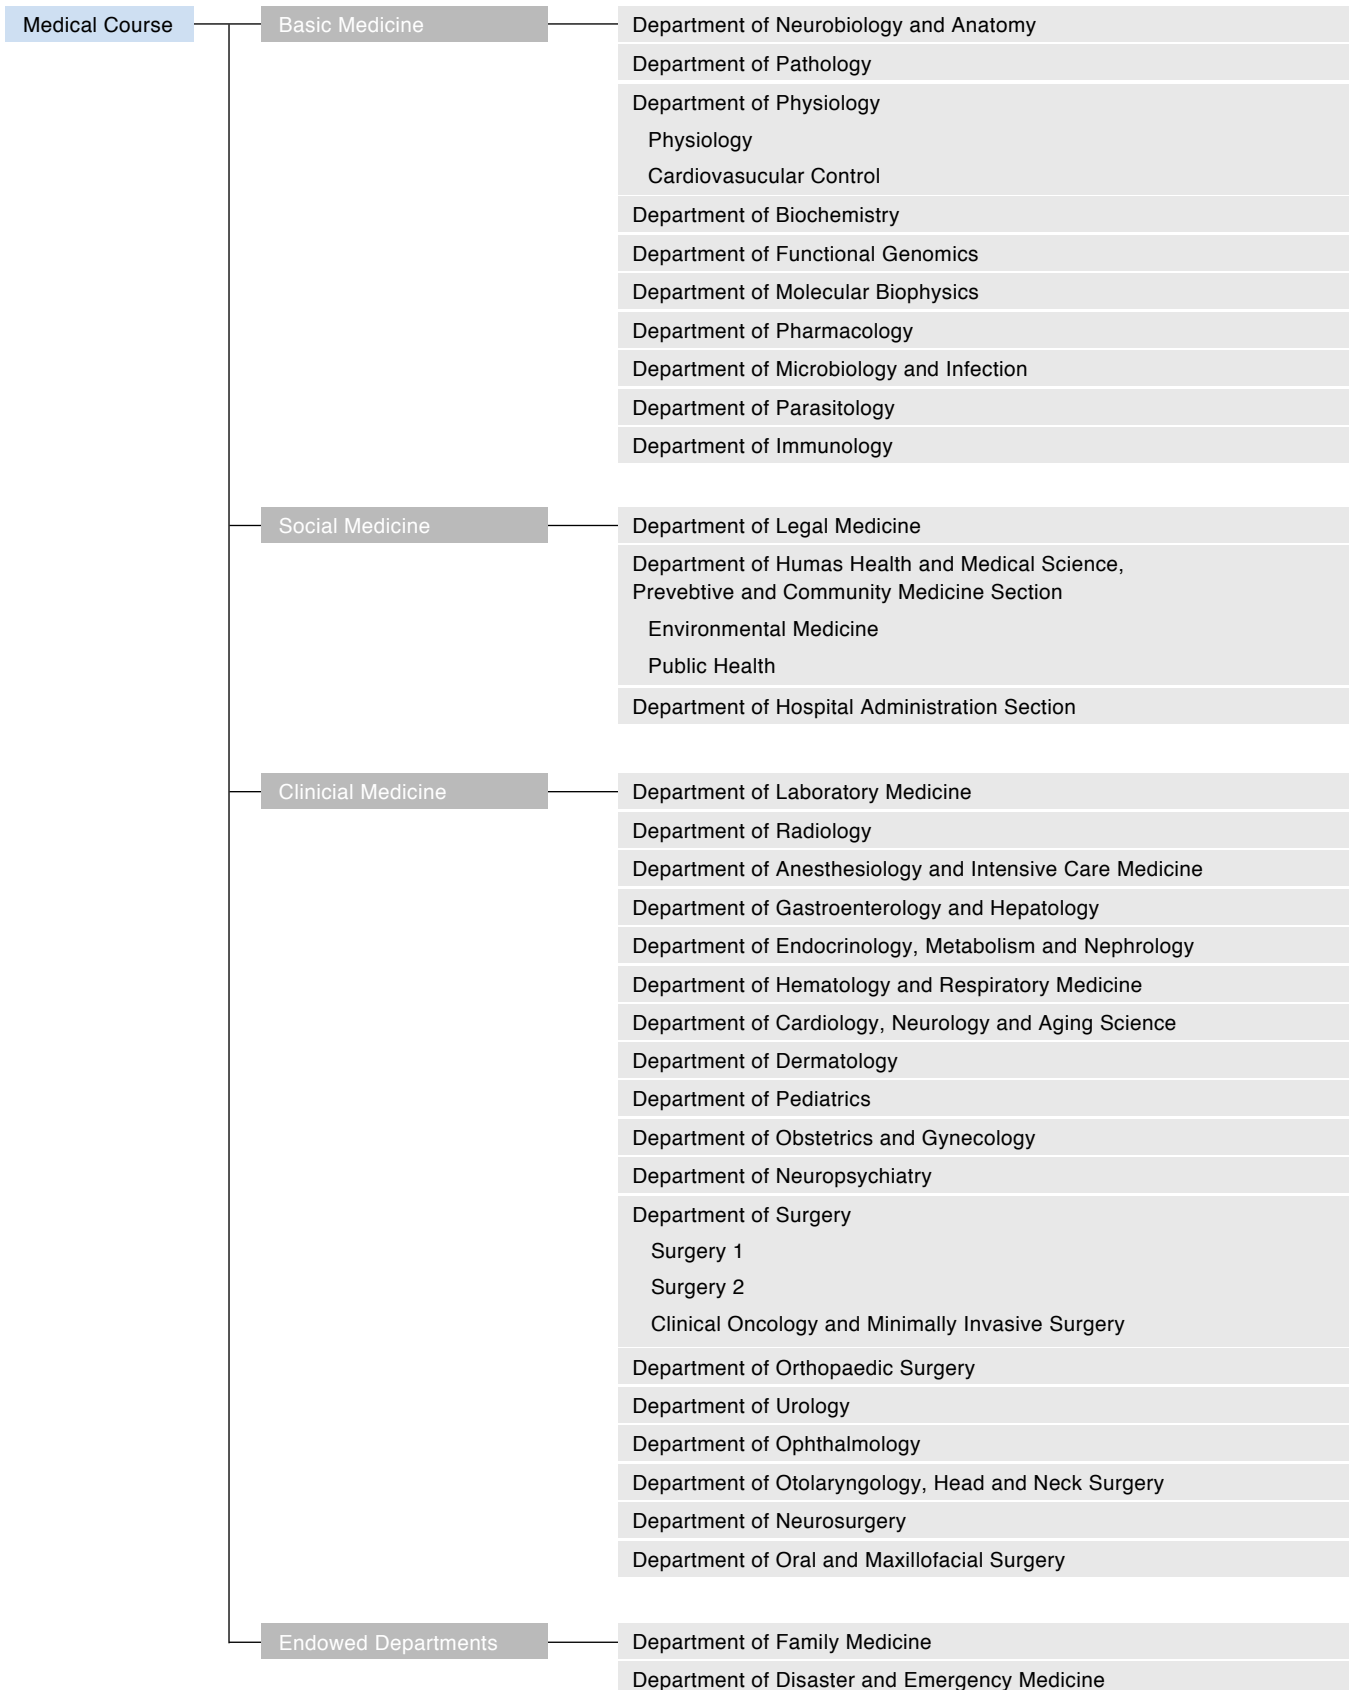 Medical Course
Basic Medicine
Department of Neurobiology and Anatomy
Department of Pathology
Department of Physiology
Physiology
Cardiovasucular Control
Department of Biochemistry
Department of Functional Genomics
Department of Molecular Biophysics
Department of Pharmacology
Department of Microbiology and Infection
Department of Parasitology
Department of Immunology
Social Medicine
Department of Legal Medicine
Department of Humas Health and Medical Science,
Prevebtive and Community Medicine Section
Environmental Medicine
Public Health
Department of Hospital Administration Section
Clinicial Medicine
Department of Laboratory Medicine
Department of Radiology
Department of Anesthesiology and Intensive Care Medicine
Department of Gastroenterology and Hepatology
Department of Endocrinology, Metabolism and Nephrology
Department of Hematology and Respiratory Medicine
Department of Cardiology, Neurology and Aging Science
Department of Dermatology
Department of Pediatrics
Department of Obstetrics and Gynecology
Department of Neuropsychiatry
Department of Surgery
Surgery 1
Surgery 2
Clinical Oncology and Minimally Invasive Surgery
Department of Orthopaedic Surgery
Department of Urology
Department of Ophthalmology
Department of Otolaryngology, Head and Neck Surgery
Department of Neurosurgery
Department of Oral and Maxillofacial Surgery
Endowed Departments
Department of Family Medicine
Department of Disaster and Emergency Medicine